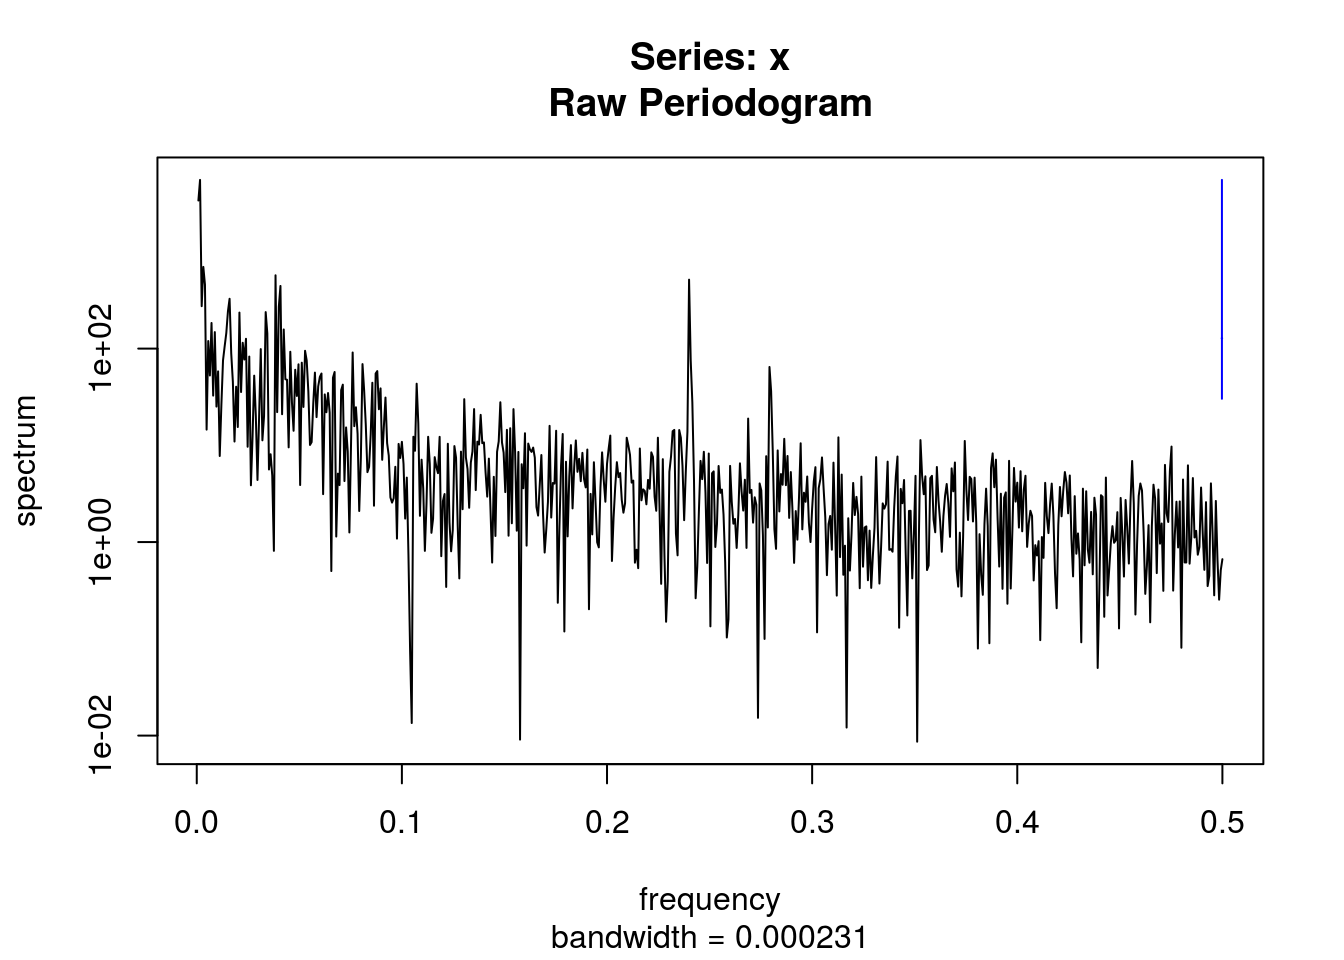 Series: x
Raw Periodogram
spectrum
1e+02
1e+00
1e-02
0.0 0.1 0.2 0.3 0.4 0.5
frequency
bandwidth = 0.000231